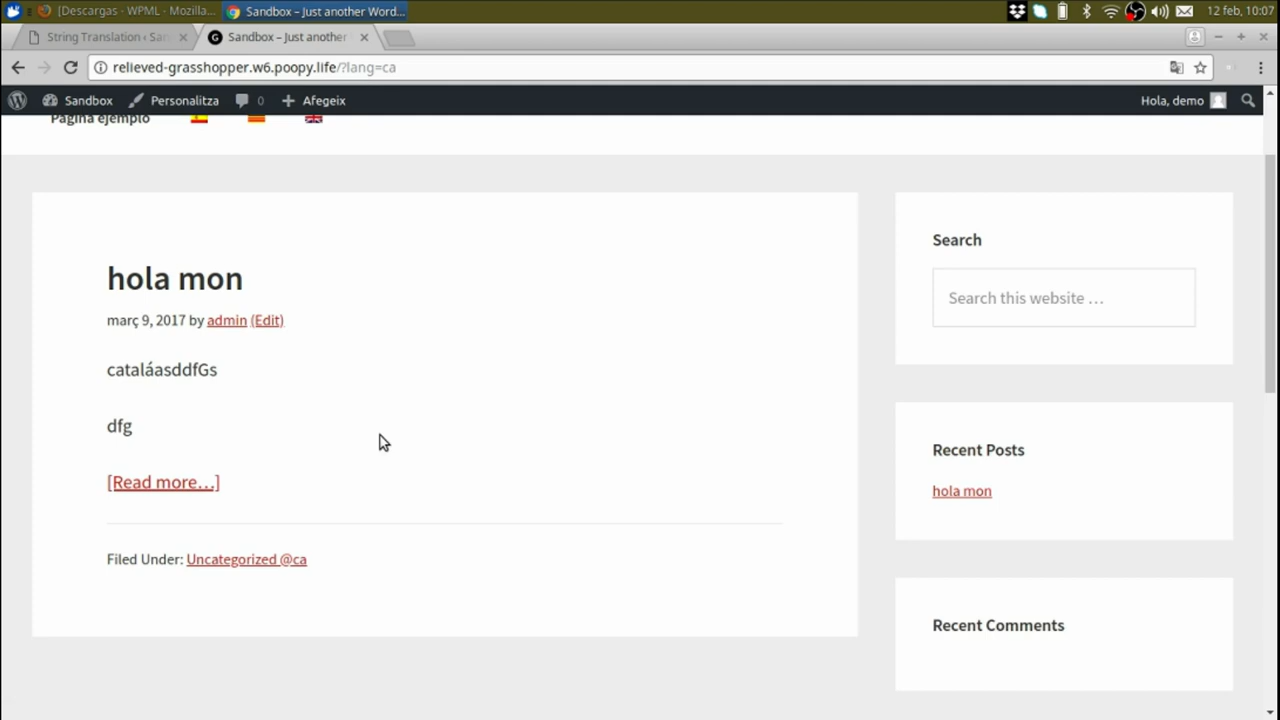 [Descargas - WPML - Mozilla... Sandbox – Just another Word... 12 feb, 10:07
String Translation ‹ San Sandbox – Just another
relieved-grasshopper.w6.poopy.life/?lang=ca
Sandbox Personalitza 0 Afegeix Hola, demo
Página ejemplo
hola mon
març 9, 2017 by admin (Edit)
cataláasddfGs
dfg
[Read more…]
Filed Under: Uncategorized @ca
Search
Search this website …
Recent Posts
hola mon
Recent Comments